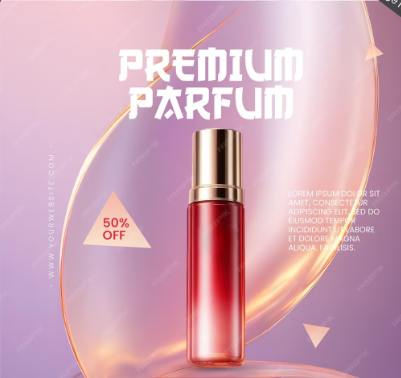 PREMIUM
PARFUM
- WWW.YOURWEBSITE.COM -
50%
OFF
LOREM IPSUM DOLOR SIT
AMET, CONSECTETUR
ADIPISCING ELIT, SED DO
EIUSMOD TEMPOR
INCIDIDUNT UT LABORE
ET DOLORE MAGNA
ALIQUA. FACILISIS.